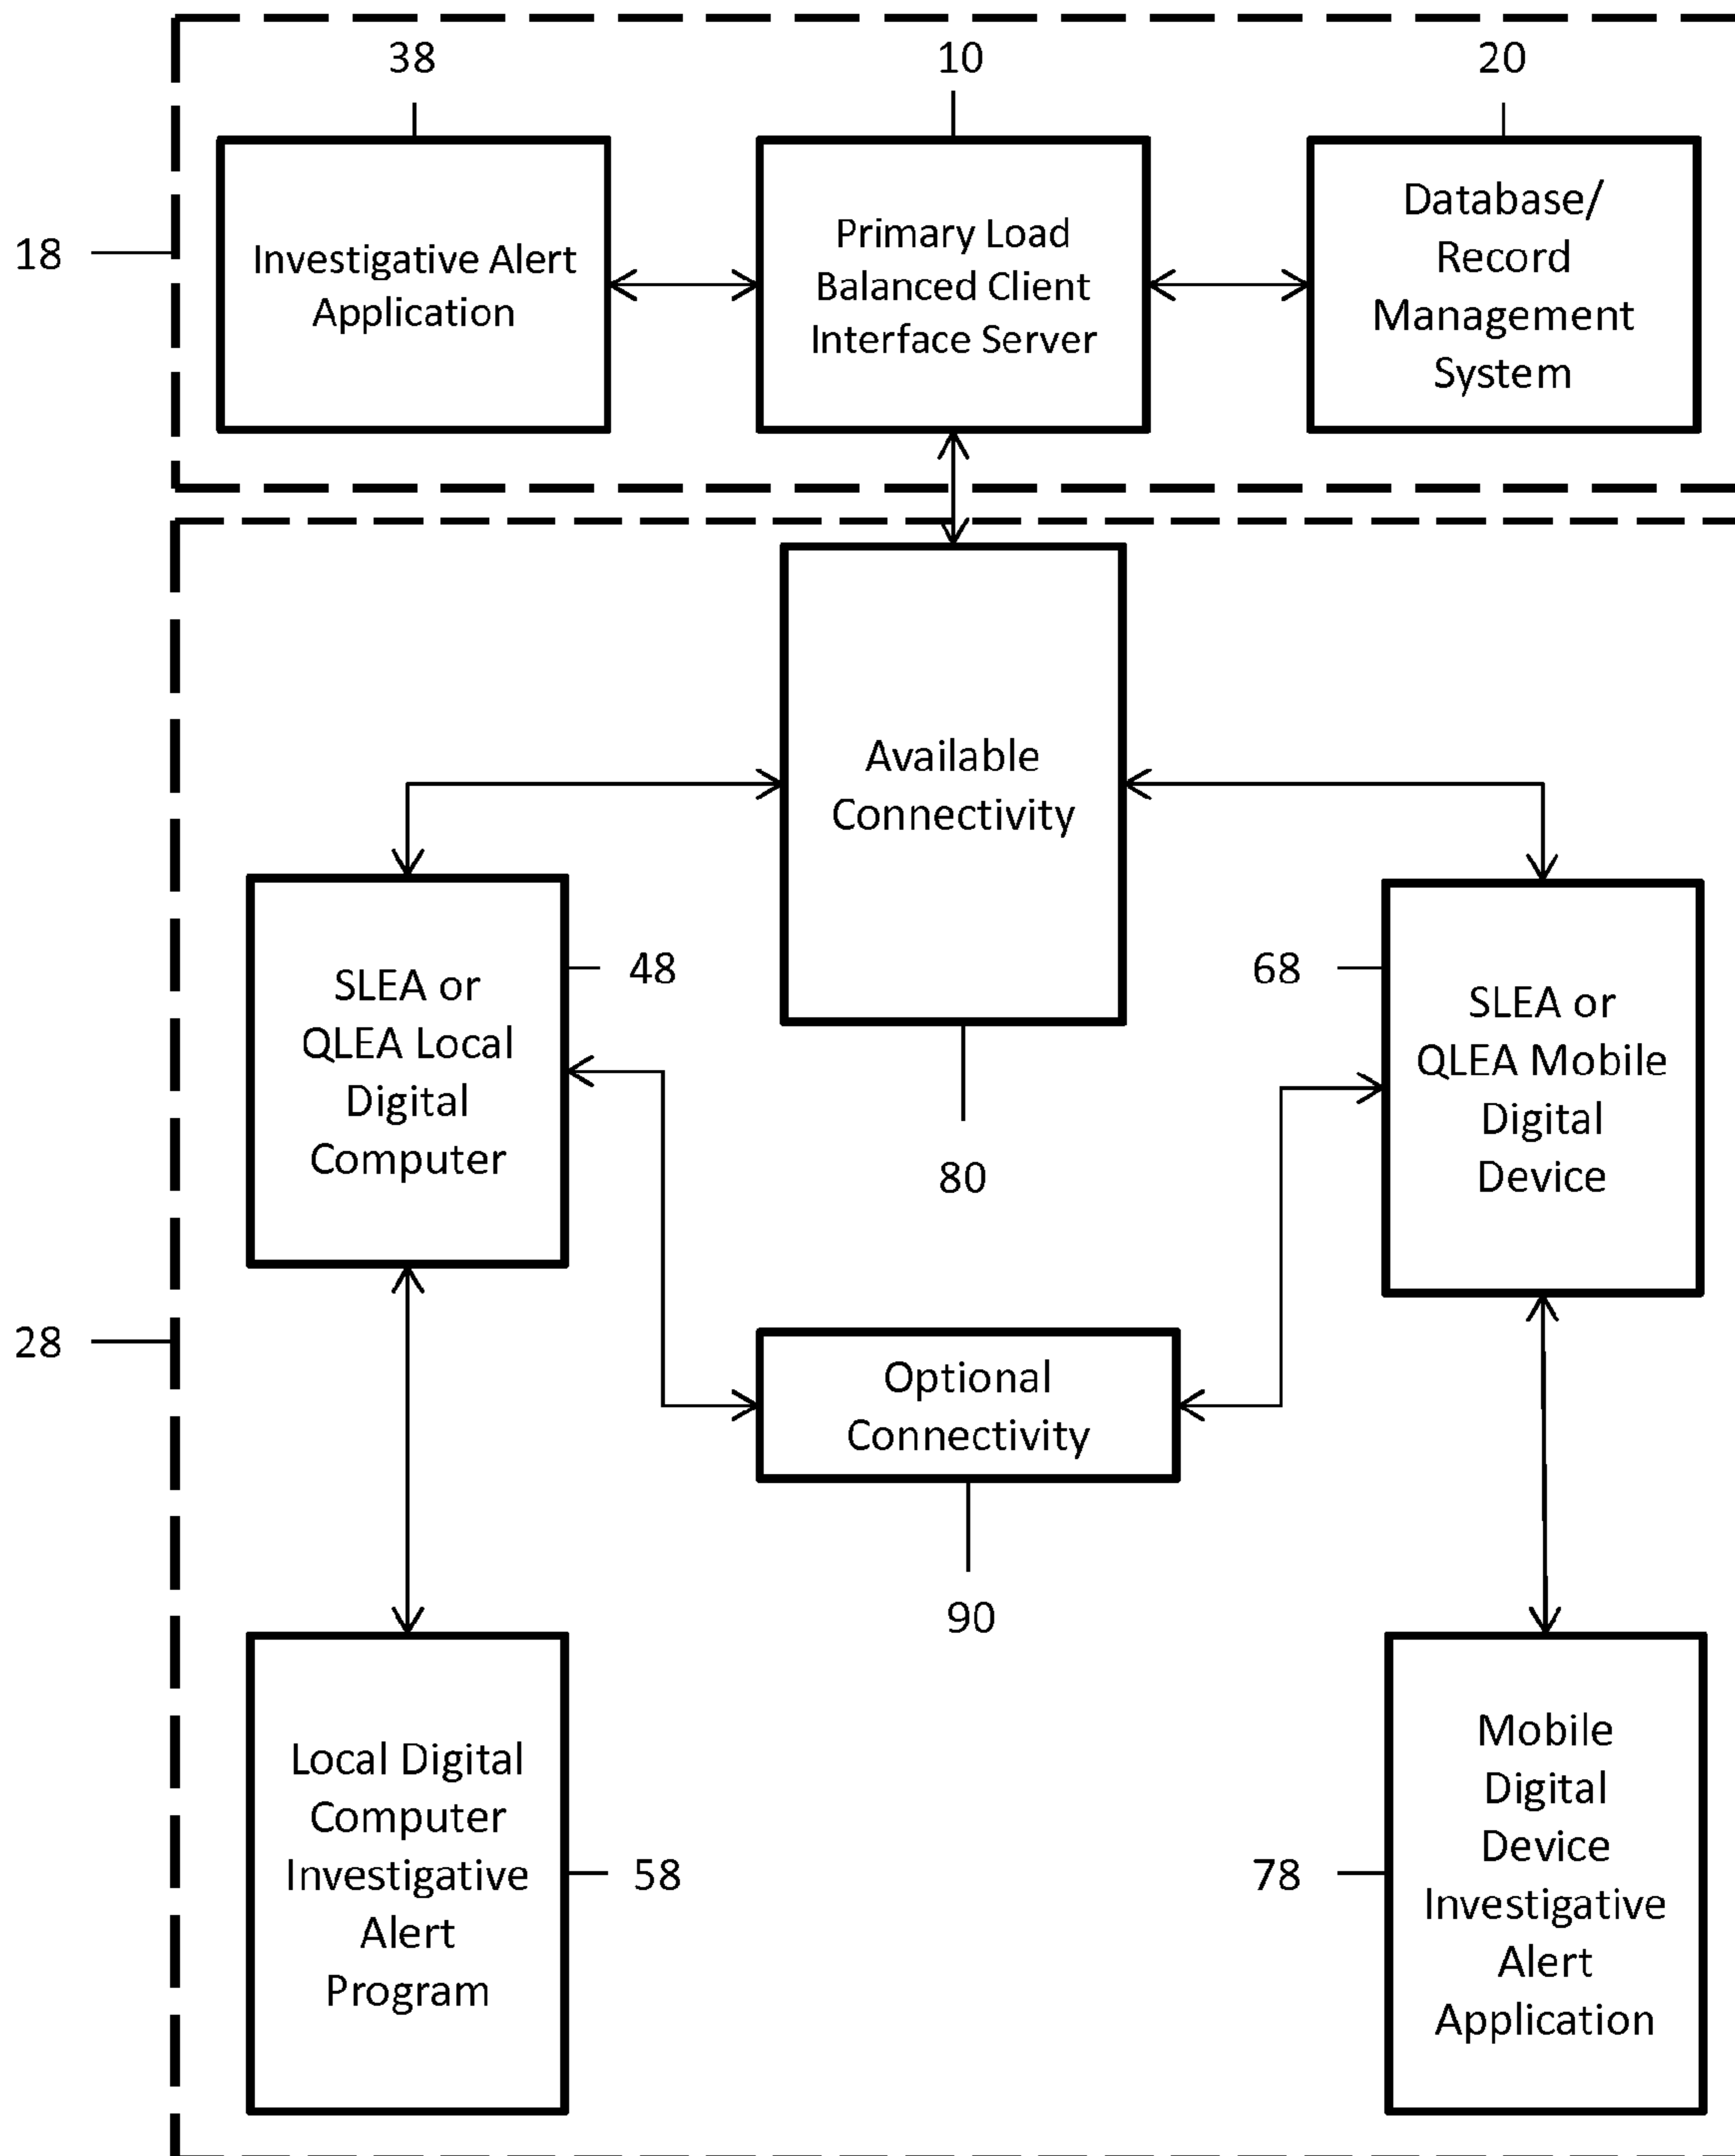 38
10
20
18
Investigative Alert
Application
Primary Load
Balanced Client
Interface Server
Database/
Record
Management
System
Available
Connectivity
80
SLEA or
QLEA Local
Digital
Computer
48
68
SLEA or
QLEA Mobile
Digital
Device
28
Optional
Connectivity
90
Local Digital
Computer
Investigative
Alert
Program
58
78
Mobile
Digital
Device
Investigative
Alert
Application